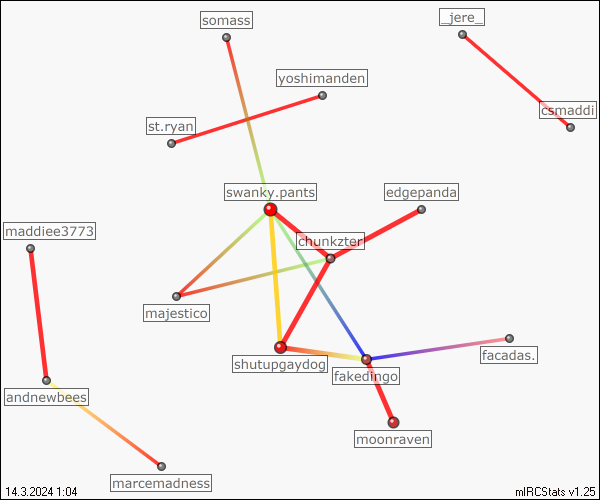 somass
_jere_
yoshimanden
csmaddi
st.ryan
swanky.pants
edgepanda
maddiee3773
chunkzter
majestico
shutupgaydog
facadas.
fakedingo
andnewbees
moonraven
marcemadness
14.3.2024 1:04
mIRCStats v1.25